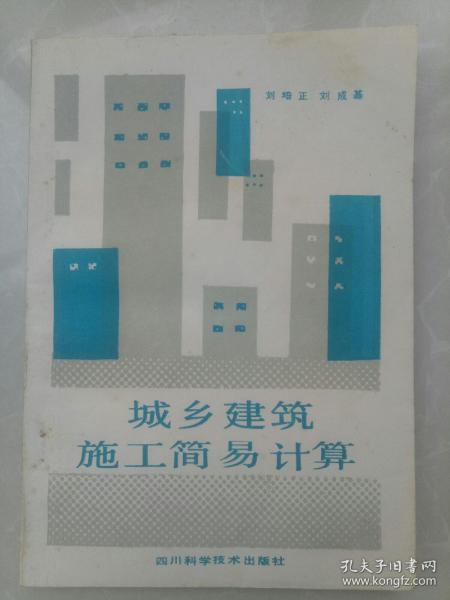 刘培正 刘成基
城乡建筑
施工简易计算
四川科学技术出版社
孔夫子旧书网
www.kongfz.com